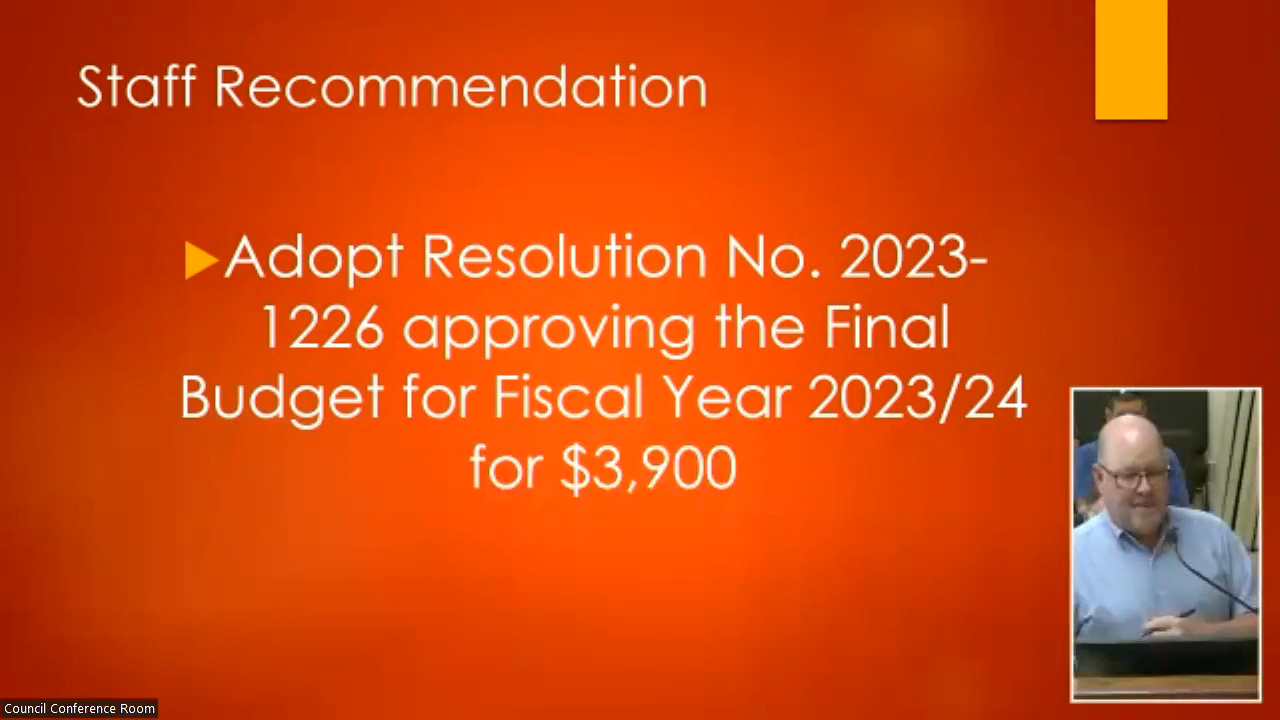 Staff Recommendation
Adopt Resolution No. 2023-
1226 approving the Final
Budget for Fiscal Year 2023/24
for $3,900
Council Conference Room